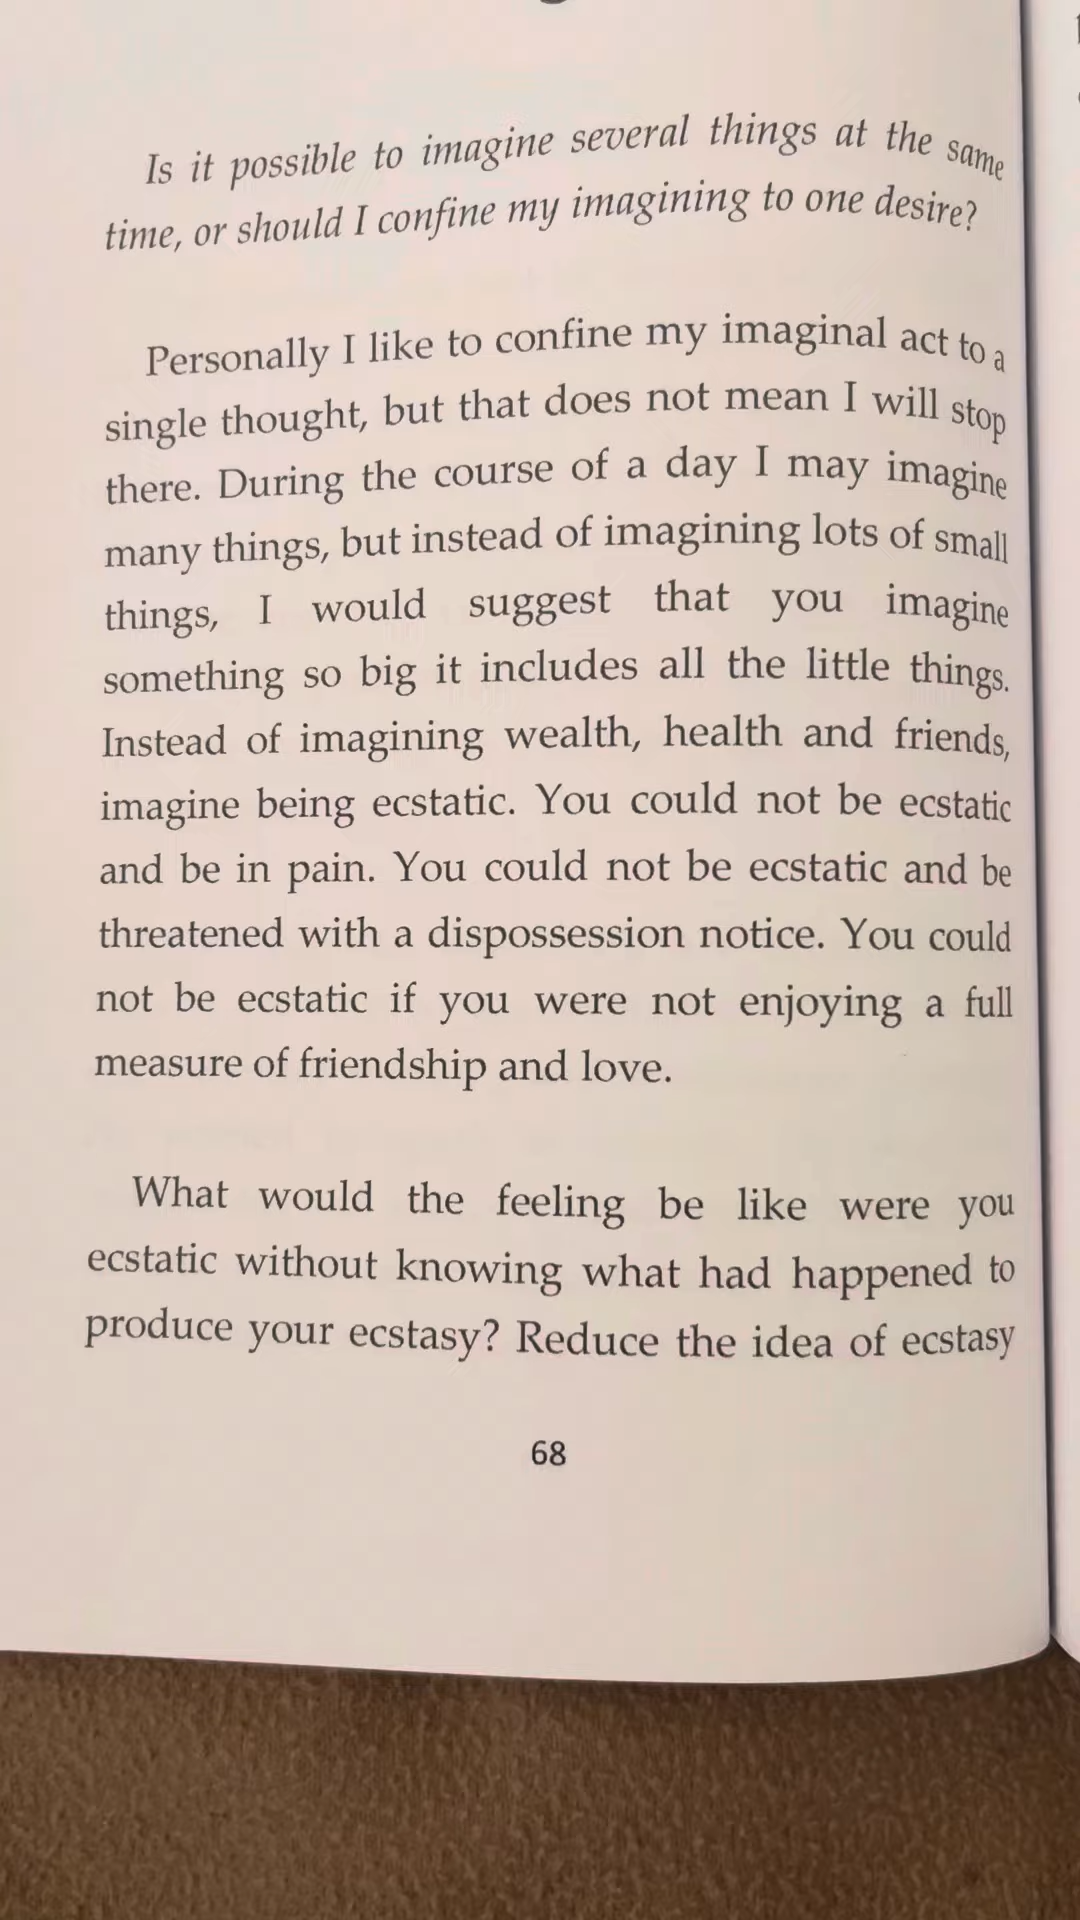 Is it possible to imagine several things at the same
time, or should I confine my imagining to one desire?
Personally I like to confine my imaginal act to a
single thought, but that does not mean I will stop
there. During the course of a day I may imagine
many things, but instead of imagining lots of small
things, I would suggest that you imagine
something so big it includes all the little things.
Instead of imagining wealth, health and friends,
imagine being ecstatic. You could not be ecstatic
and be in pain. You could not be ecstatic and be
threatened with a dispossession notice. You could
not be ecstatic if you were not enjoying a full
measure of friendship and love.
What would the feeling be like were you
ecstatic without knowing what had happened to
produce your ecstasy? Reduce the idea of ecstasy
68